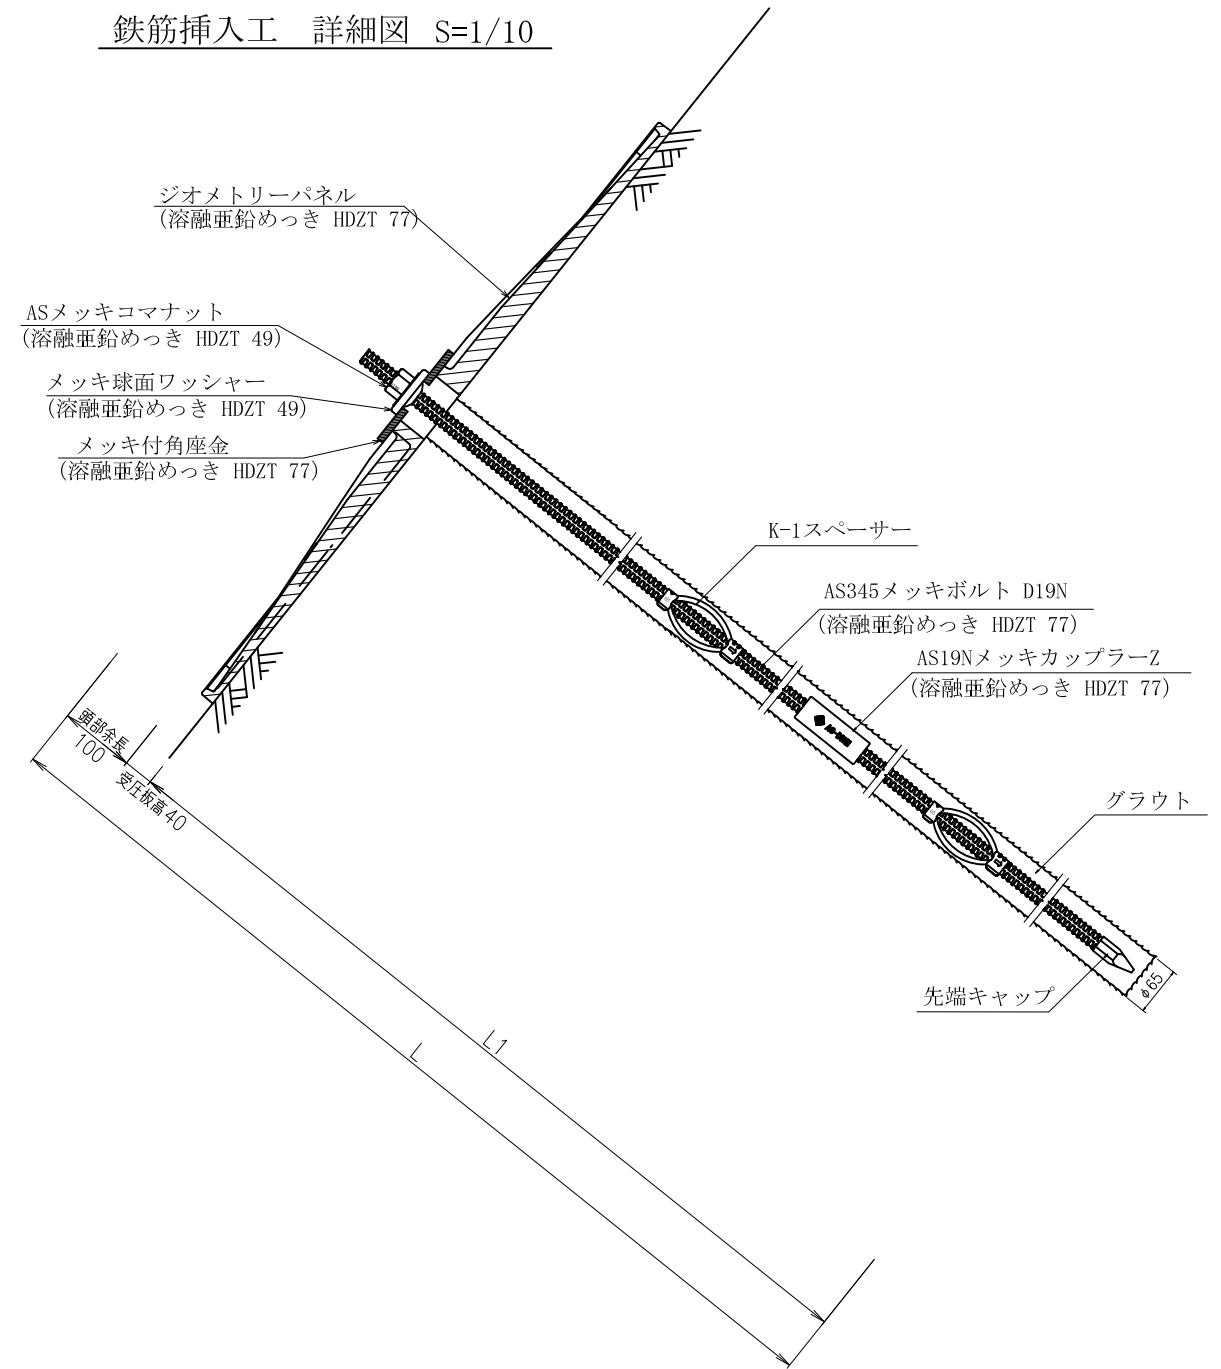 鉄筋挿入工　詳細図 S=1/10
ジオメトリーパネル
(溶融亜鉛めっき HDZT 77)
ASメッキコマナット
(溶融亜鉛めっき HDZT 49)
メッキ球面ワッシャー
(溶融亜鉛めっき HDZT 49)
メッキ付角座金
(溶融亜鉛めっき HDZT 77)
K-1スペーサー
AS345メッキボルト D19N
(溶融亜鉛めっき HDZT 77)
AS19NメッキカップラーZ
(溶融亜鉛めっき HDZT 77)
グラウト
先端キャップ
φ65
頭部余長
100
受圧板高40
L1
L